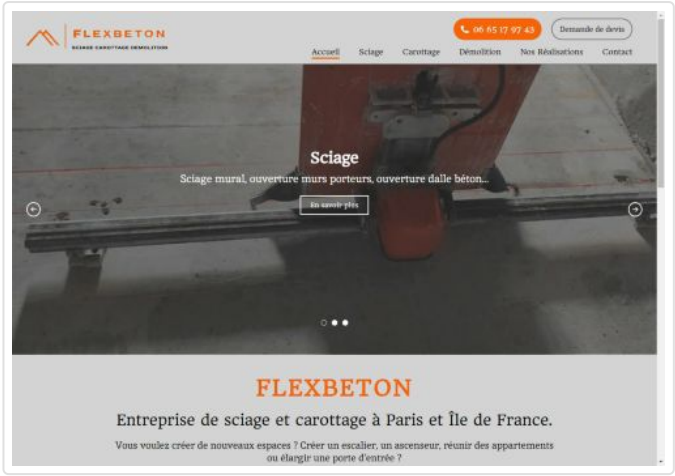 FLEXBETON
SCIAGE CAROTTAGE DÉMOLITION
06 65 17 97 43
Demande de devis
Accueil Sciage Carottage Démolition Nos Réalisations Contact
Sciage
Sciage mural, ouverture murs porteurs, ouverture dalle béton...
En savoir plus
FLEXBETON
Entreprise de sciage et carottage à Paris et Île de France.
Vous voulez créer de nouveaux espaces ? Créer un escalier, un ascenseur, réunir des appartements
ou élargir une porte d'entrée ?